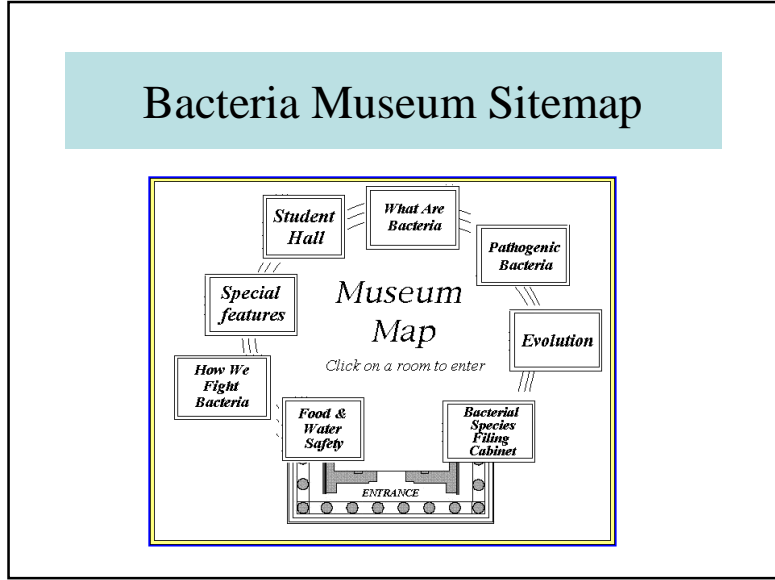 Bacteria Museum Sitemap
What Are
Bacteria
Student
Hall
Pathogenic
Bacteria
Special
features
Museum
Map
Click on a room to enter
Evolution
How We
Fight
Bacteria
Food &
Water
Safety
Bacterial
Species
Filing
Cabinet
ENTRANCE